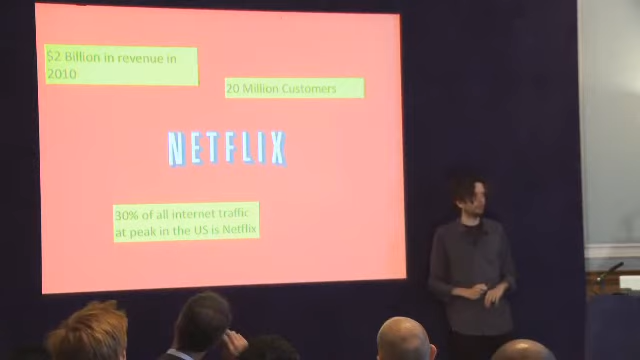 $2 Billion in revenue in
2010
20 Million Customers
NETFLIX
30% of all internet traffic
at peak in the US is Netflix